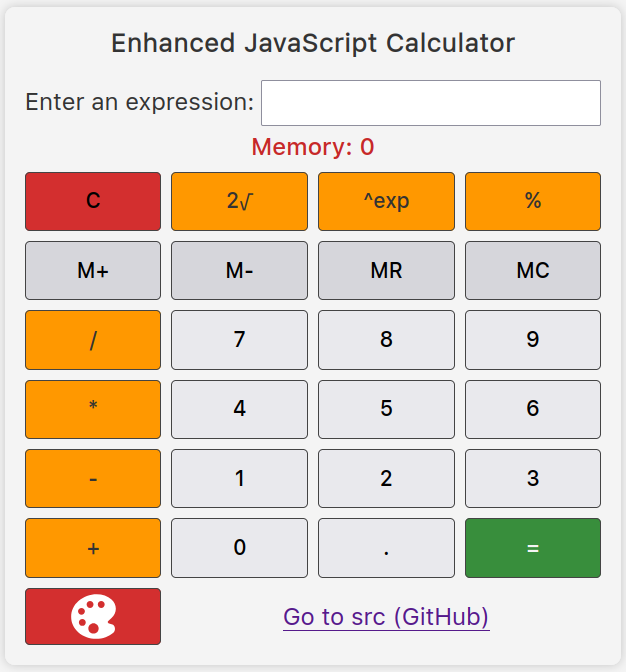 Enhanced JavaScript Calculator
Enter an expression:
Memory: 0
C 2√ ^exp %
M+ M- MR MC
/ 7 8 9
* 4 5 6
- 1 2 3
+ 0 . =
Go to src (GitHub)